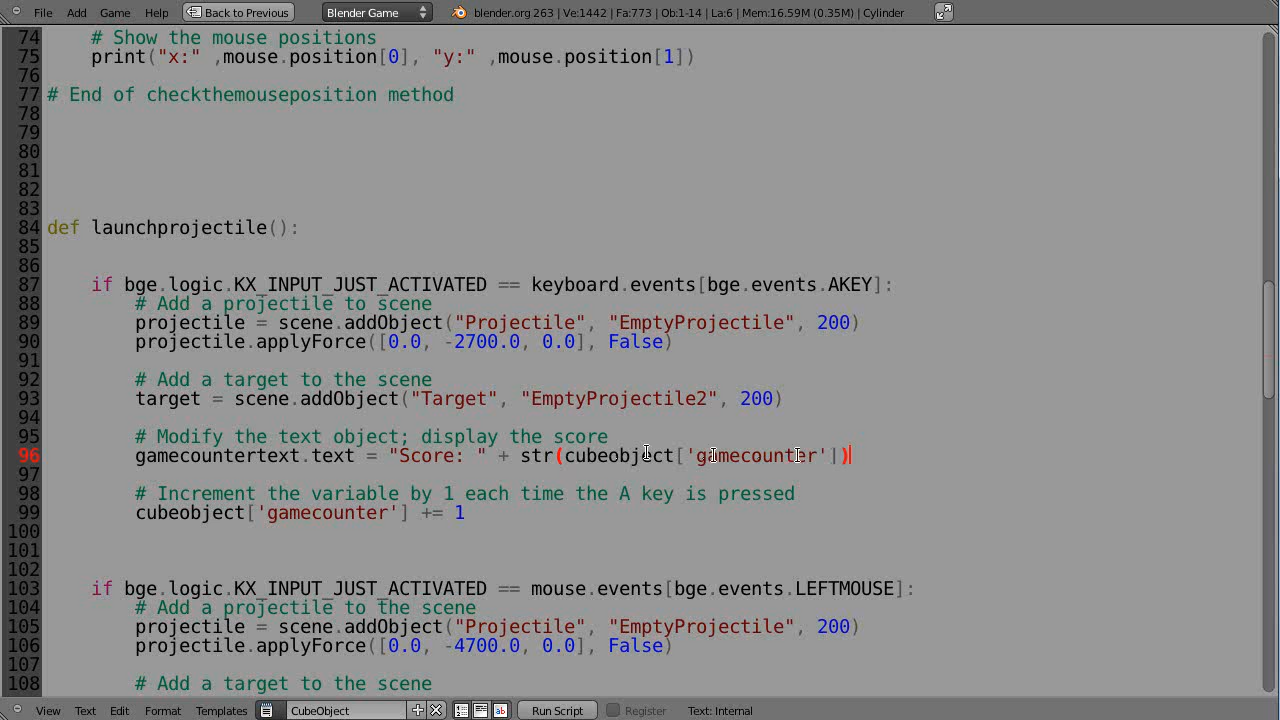 File Add Game Help Back to Previous Blender Game blender.org 263 | Ve:1442 | Fa:773 | Ob:1-14 | La:6 | Mem:16.59M (0.35M) | Cylinder
74 # Show the mouse positions
75 print("x:" ,mouse.position[0], "y:" ,mouse.position[1])
76
77 # End of checkthemouseposition method
78
79
80
81
82
83
84 def launchprojectile():
85
86
87 if bge.logic.KX_INPUT_JUST_ACTIVATED == keyboard.events[bge.events.AKEY]:
88 # Add a projectile to scene
89 projectile = scene.addObject("Projectile", "EmptyProjectile", 200)
90 projectile.applyForce([0.0, -2700.0, 0.0], False)
91
92 # Add a target to the scene
93 target = scene.addObject("Target", "EmptyProjectile2", 200)
94
95 # Modify the text object; display the score
96 gamecountertext.text = "Score: " + str(cubeobject['gamecounter'])
97
98 # Increment the variable by 1 each time the A key is pressed
99 cubeobject['gamecounter'] += 1
100
101
102
103 if bge.logic.KX_INPUT_JUST_ACTIVATED == mouse.events[bge.events.LEFTMOUSE]:
104 # Add a projectile to the scene
105 projectile = scene.addObject("Projectile", "EmptyProjectile", 200)
106 projectile.applyForce([0.0, -4700.0, 0.0], False)
107
108 # Add a target to the scene
View Text Edit Format Templates CubeObject Run Script Register Text: Internal